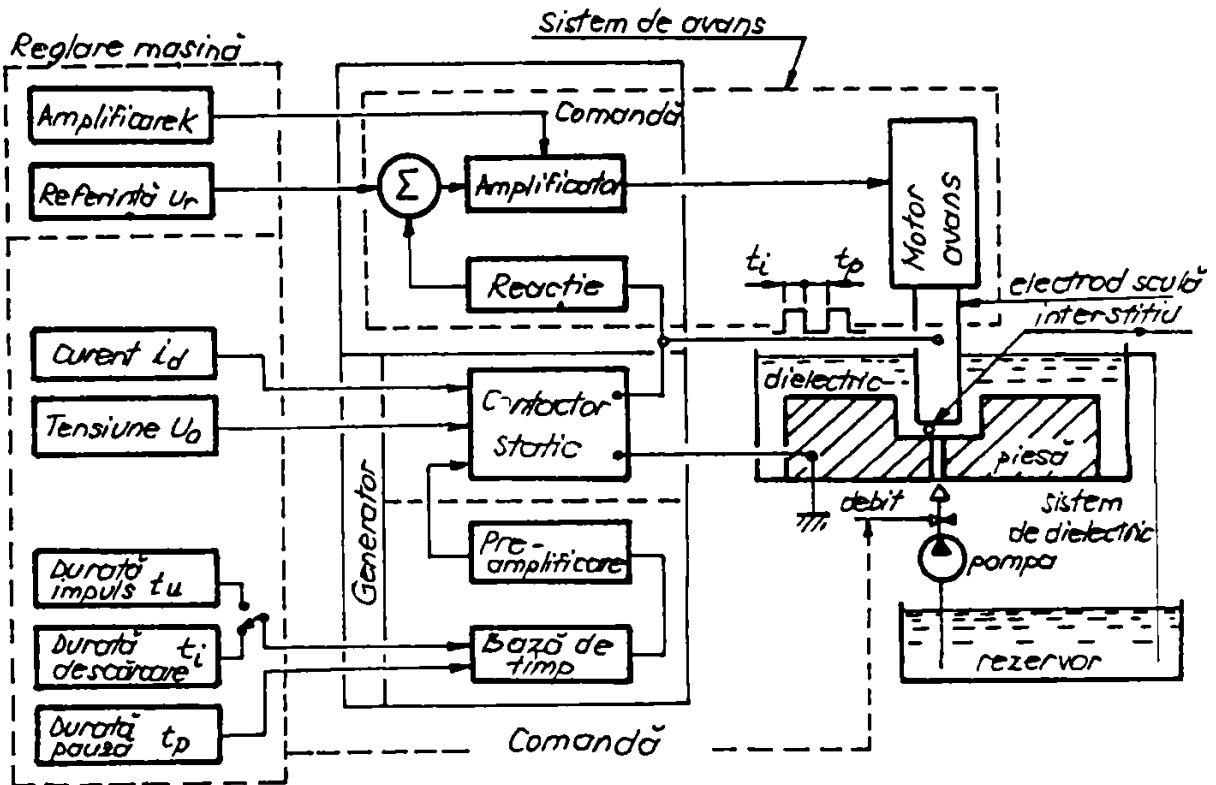 Sistem de avans
Reglare masină
Amplificarek
Comandă
Referintă ur
Σ
Amplificator
Motor
avans
ti
tp
Reactie
electrod sculă
interstitiu
Curent id
dielectric
Contactor
Static
Tensiune Uo
piesă
Generator
debit
sistem
de dielectric
Pre-
amplificare
pompa
Durată
impuls tu
Durată
descărcare ti
Bază de
timp
rezervor
Durată
pauză tp
Comandă